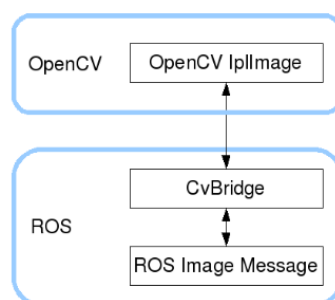 OpenCV
OpenCV IplImage
CvBridge
ROS
ROS Image Message